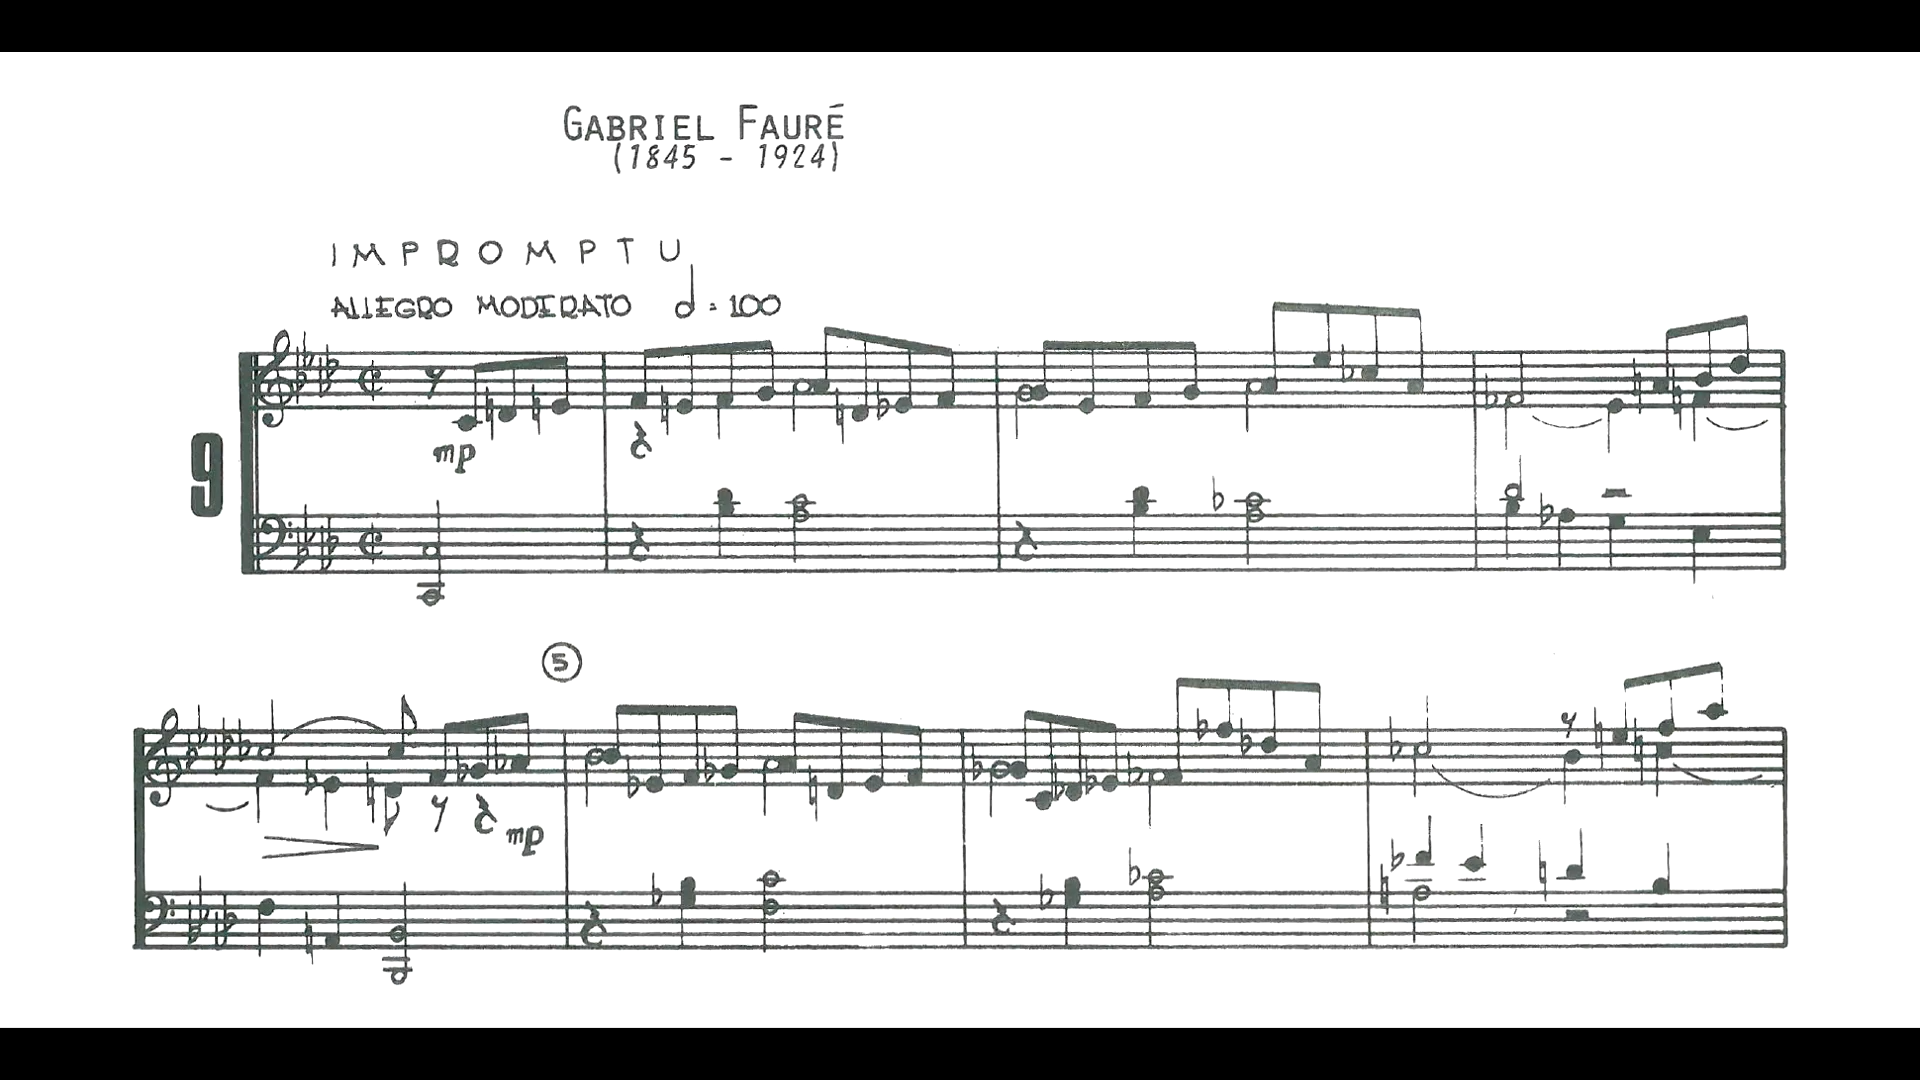 GABRIEL FAURÉ
(1845 - 1924)
IMPROMPTU
ALLEGRO MODERATO = 100
9
mp
5
mp